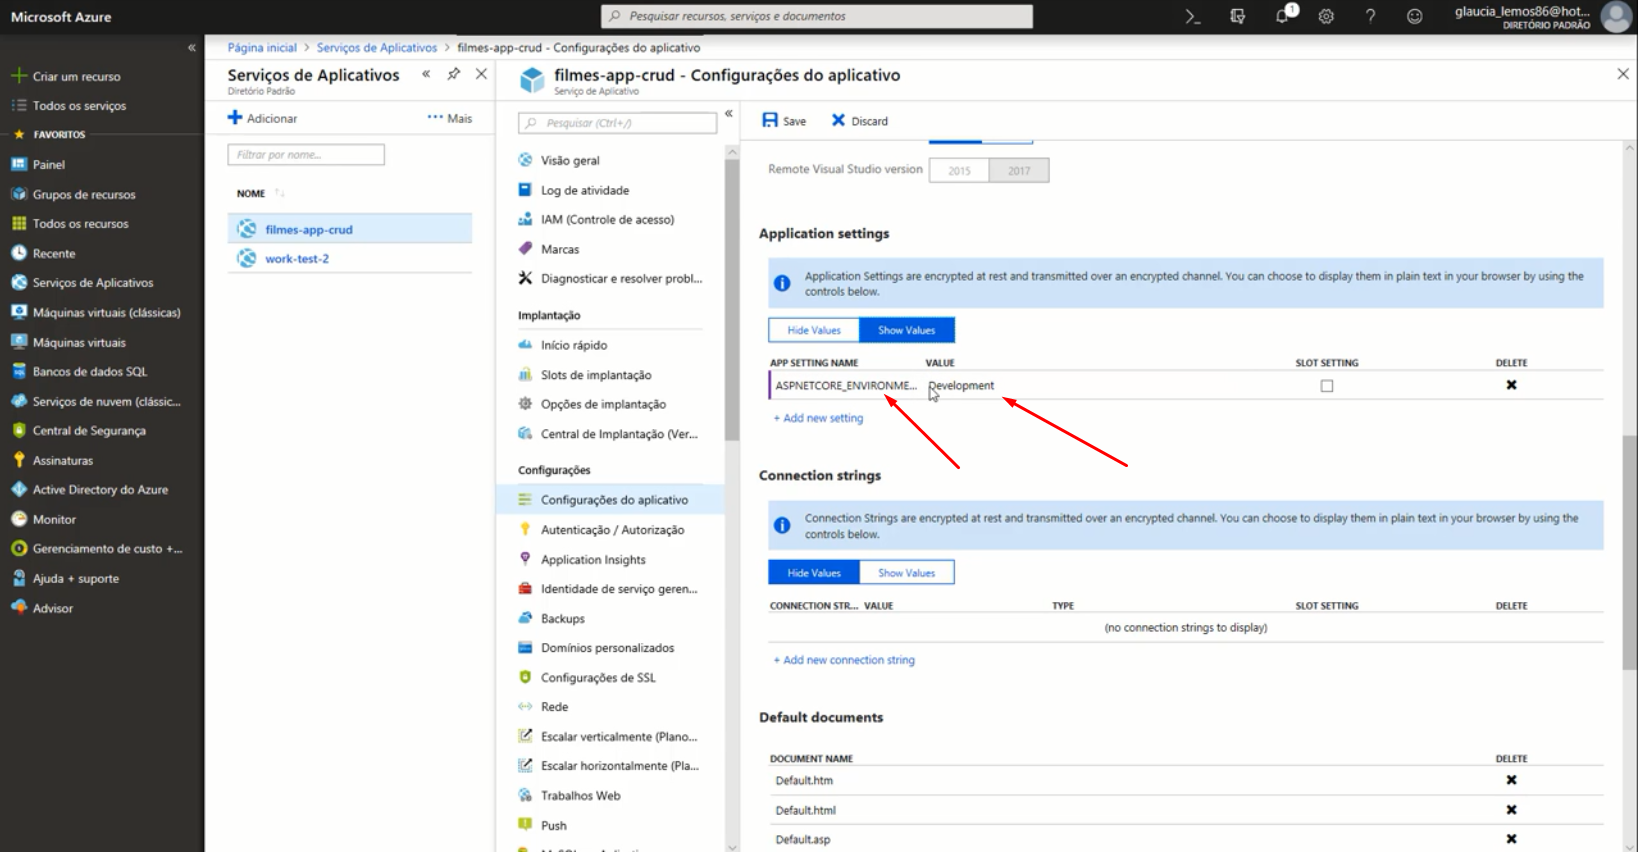 Microsoft Azure
Pesquisar recursos, serviços e documentos
1
glaucia_lemos86@hot...
DIRETÓRIO PADRÃO
Criar um recurso
Todos os serviços
FAVORITOS
Painel
Grupos de recursos
Todos os recursos
Recente
Serviços de Aplicativos
Máquinas virtuais (clássicas)
Máquinas virtuais
Bancos de dados SQL
Serviços de nuvem (clássic...
Central de Segurança
Assinaturas
Active Directory do Azure
Monitor
Gerenciamento de custo +...
Ajuda + suporte
Advisor
Página inicial > Serviços de Aplicativos > filmes-app-crud - Configurações do aplicativo
Serviços de Aplicativos
Diretório Padrão
Adicionar
Mais
Filtrar por nome...
NOME
filmes-app-crud
work-test-2
filmes-app-crud - Configurações do aplicativo
Serviço de Aplicativo
Pesquisar (Ctrl+/)
Visão geral
Log de atividade
IAM (Controle de acesso)
Marcas
Diagnosticar e resolver probl...
Implantação
Início rápido
Slots de implantação
Opções de implantação
Central de Implantação (Ver...
Configurações
Configurações do aplicativo
Autenticação / Autorização
Application Insights
Identidade de serviço geren...
Backups
Domínios personalizados
Configurações de SSL
Rede
Escalar verticalmente (Plano...
Escalar horizontalmente (Pla...
Trabalhos Web
Push
Save
Discard
Remote Visual Studio version
2015
2017
Application settings
Application Settings are encrypted at rest and transmitted over an encrypted channel. You can choose to display them in plain text in your browser by using the
controls below.
Hide Values
Show Values
APP SETTING NAME
VALUE
SLOT SETTING
DELETE
ASPNETCORE_ENVIRONME...
Development
+ Add new setting
Connection strings
Connection Strings are encrypted at rest and transmitted over an encrypted channel. You can choose to display them in plain text in your browser by using the
controls below.
Hide Values
Show Values
CONNECTION STR...
VALUE
TYPE
SLOT SETTING
DELETE
(no connection strings to display)
+ Add new connection string
Default documents
DOCUMENT NAME
DELETE
Default.htm
Default.html
Default.asp